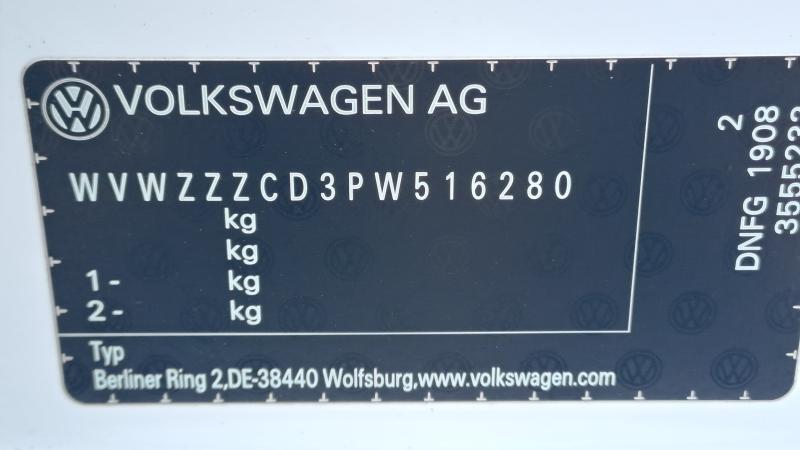 VOLKSWAGEN AG
WVWZZZCD3PW516280
kg
kg
1- kg
2- kg
Typ
Berliner Ring 2,DE-38440 Wolfsburg,www.volkswagen.com
2
DNFG 1908